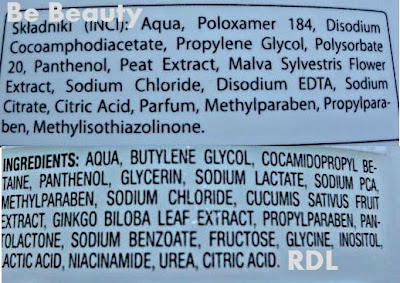 Be Beauty
Składniki (INCI): Aqua, Poloxamer 184, Disodium
Cocoamphodiacetate, Propylene Glycol, Polysorbate
20, Panthenol, Peat Extract, Malva Sylvestris Flower
Extract, Sodium Chloride, Disodium EDTA, Sodium
Citrate, Citric Acid, Parfum, Methylparaben, Propylpara-
ben, Methylisothiazolinone.
INGREDIENTS: AQUA, BUTYLENE GLYCOL, COCAMIDOPROPYL BE-
TAINE, PANTHENOL, GLYCERIN, SODIUM LACTATE, SODIUM PCA,
METHYLPARABEN, SODIUM CHLORIDE, CUCUMIS SATIVUS FRUIT
EXTRACT, GINKGO BILOBA LEAF EXTRACT, PROPYLPARABEN, PAN-
TOLACTONE, SODIUM BENZOATE, FRUCTOSE, GLYCINE, INOSITOL,
LACTIC ACID, NIACINAMIDE, UREA, CITRIC ACID. RDL